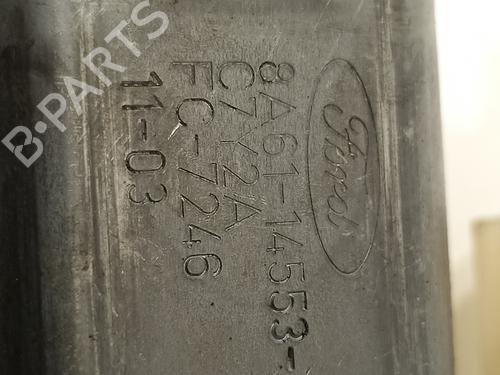 Ford
8A61-14553-
C7Y2A
FC-7246
11-03
B-PARTS